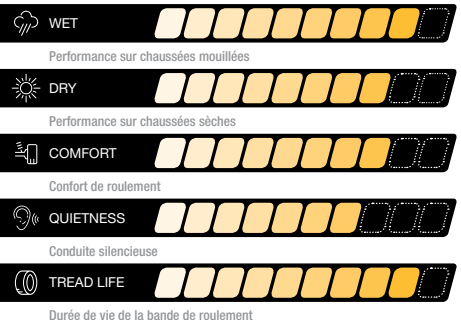 WET
Performance sur chaussées mouillées
DRY
Performance sur chaussées sèches
COMFORT
Confort de roulement
QUIETNESS
Conduite silencieuse
TREAD LIFE
Durée de vie de la bande de roulement